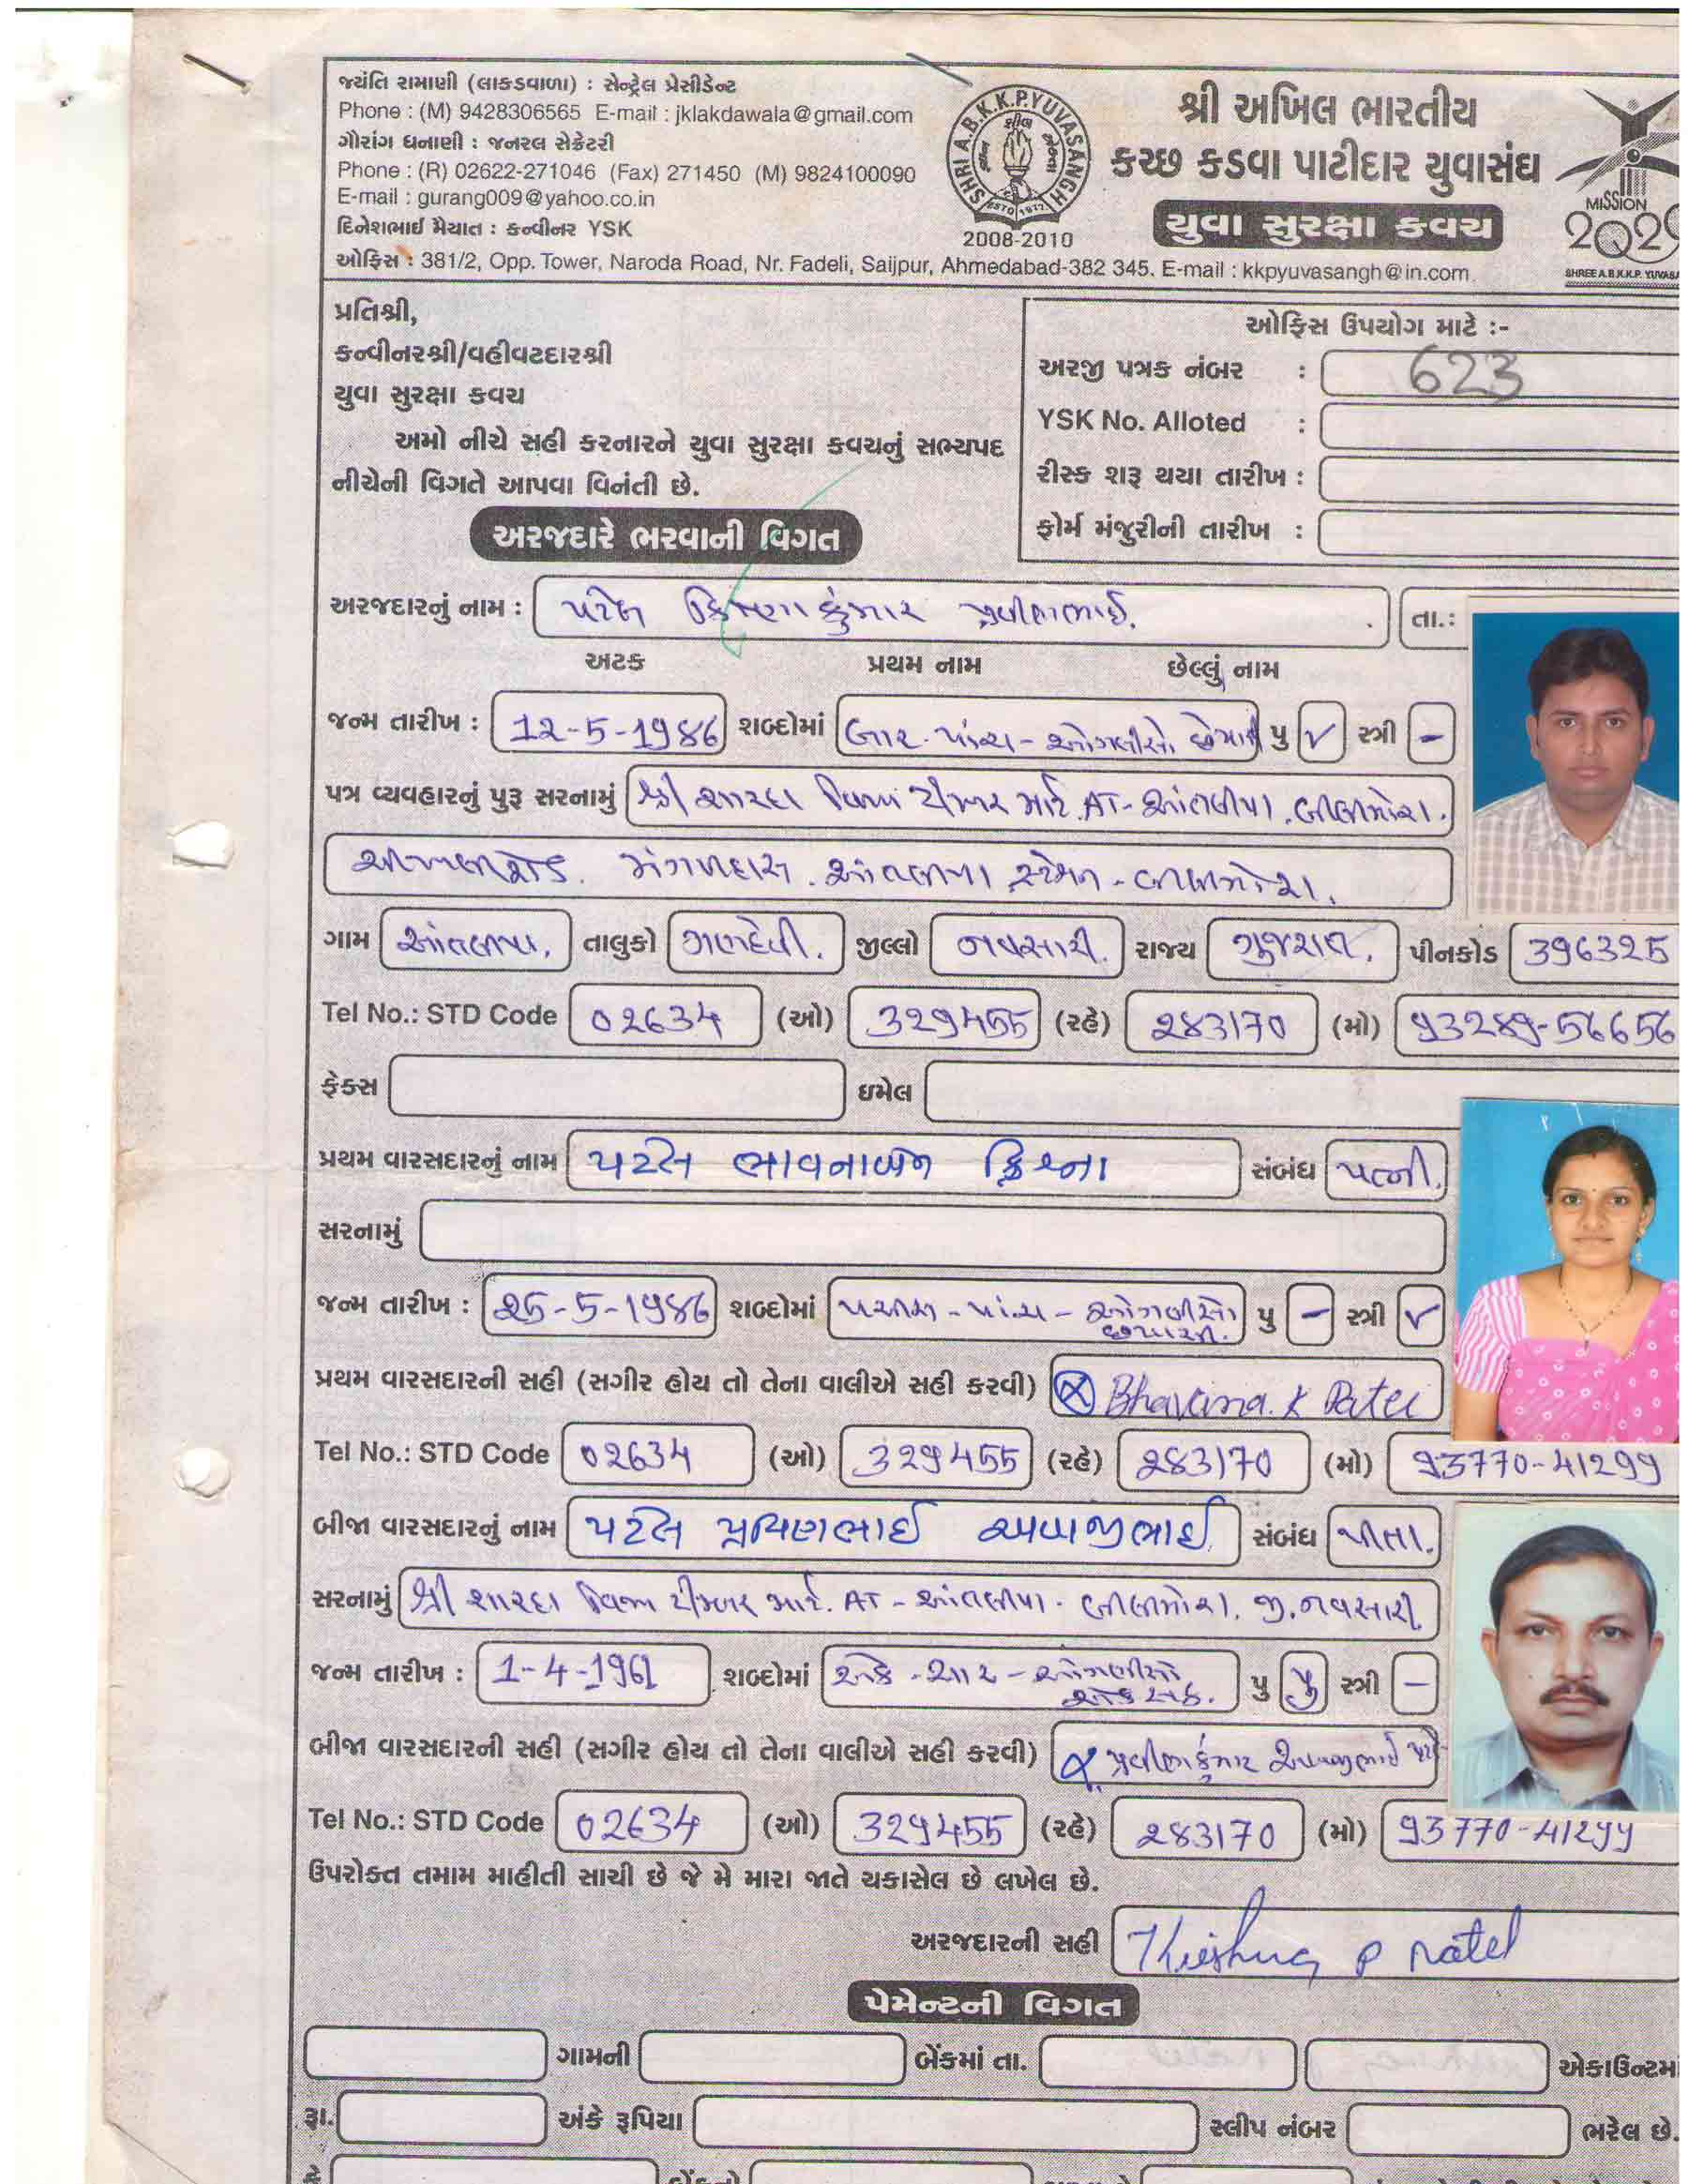 જયંતિ રામાણી (લાકડવાળા) : સેન્ટ્રેલ પ્રેસીડેન્ટ
Phone : (M) 9428306565 E-mail : jklakdawala@gmail.com
ગૌરાંગ ધનાણી : જનરલ સેક્રેટરી
Phone : (R) 02622-271046 (Fax) 271450 (M) 9824100090
E-mail : gurang009@yahoo.co.in
દિનેશભાઈ મૈયાત : કન્વીનર YSK
SHRI A.B.K.K.P.YUVASANGH
ESTD 1977
2008-2010
શ્રી અખિલ ભારતીય
કચ્છ કડવા પાટીદાર યુવાસંઘ
યુવા સુરક્ષા કવચ
MISSION
SHREE A.B.K.K.P.
ઓફિસ : 381/2, Opp. Tower, Naroda Road, Nr. Fadeli, Saijpur, Ahmedabad-382 345. E-mail : kkpyuvasangh@in.com
પ્રતિશ્રી,
કન્વીનરશ્રી/વહીવટદારશ્રી
યુવા સુરક્ષા કવચ
અમો નીચે સહી કરનારને યુવા સુરક્ષા કવચનું સભ્યપદ
નીચેની વિગતે આપવા વિનંતી છે.
ઓફિસ ઉપયોગ માટે :-
અરજી પત્રક નંબર : 623
YSK No. Alloted :
રીસ્ક શરૂ થયા તારીખ :
ફોર્મ મંજુરીની તારીખ :
અરજદારે ભરવાની વિગત
અરજદારનું નામ : પટેલ ક્રિષ્ણાકુંમાર પ્રવીણભાઈ. તા.:
અટક પ્રથમ નામ છેલ્લું નામ
જન્મ તારીખ : 12-5-1986 શબ્દોમાં બાર-પાંચ-ઓગણીસો પુ ✓ સ્ત્રી -
પત્ર વ્યવહારનું પુરૂ સરનામું શ્રી શારદા વિજય ટીમ્બર માર્ટ. AT-આંતલીયા. બીલીમોરા.
સ્ટેશન - બીલીમોરા.
ગામ આંતલીયા. તાલુકો ગણદેવી. જીલ્લો નવસારી. રાજ્ય ગુજરાત. પીનકોડ 396325
Tel No.: STD Code 02634 (ઓ) 329455 (રહે) 283170 (મો) 93289-56656
ફેક્સ ઇમેલ
પ્રથમ વારસદારનું નામ પટેલ ભાવનાબેન ક્રિશ્ના સંબંધ પત્ની.
સરનામું
જન્મ તારીખ : 25-5-1986 શબ્દોમાં પચીસ - પાંચ - ઓગણીસો છયાસી. પુ - સ્ત્રી ✓
પ્રથમ વારસદારની સહી (સગીર હોય તો તેના વાલીએ સહી કરવી) Bhavana. K Patel
Tel No.: STD Code 02634 (ઓ) 329455 (રહે) 283170 (મો) 93770-41299
બીજા વારસદારનું નામ પટેલ પ્રવિણભાઈ અબજીભાઈ સંબંધ પીતા.
સરનામું શ્રી શારદા વિજય ટીમ્બર માર્ટ. AT-આંતલીયા. બીલીમોરા. જી.નવસારી
જન્મ તારીખ : 1-4-1961 શબ્દોમાં એક-ચાર-ઓગણીસો એકસઠ. પુ પુ સ્ત્રી -
બીજા વારસદારની સહી (સગીર હોય તો તેના વાલીએ સહી કરવી) પ્રવીણકુંમાર અબજીભાઈ
Tel No.: STD Code 02634 (ઓ) 329455 (રહે) 283170 (મો) 93770-41299
ઉપરોક્ત તમામ માહીતી સાચી છે જે મે મારા જાતે ચકાસેલ છે લખેલ છે.
અરજદારની સહી Krishna P Patel
પેમેન્ટની વિગત
ગામની બેંકમાં તા. એકાઉન્ટમાં
રૂા. અંકે રૂપિયા સ્લીપ નંબર ભરેલ છે.